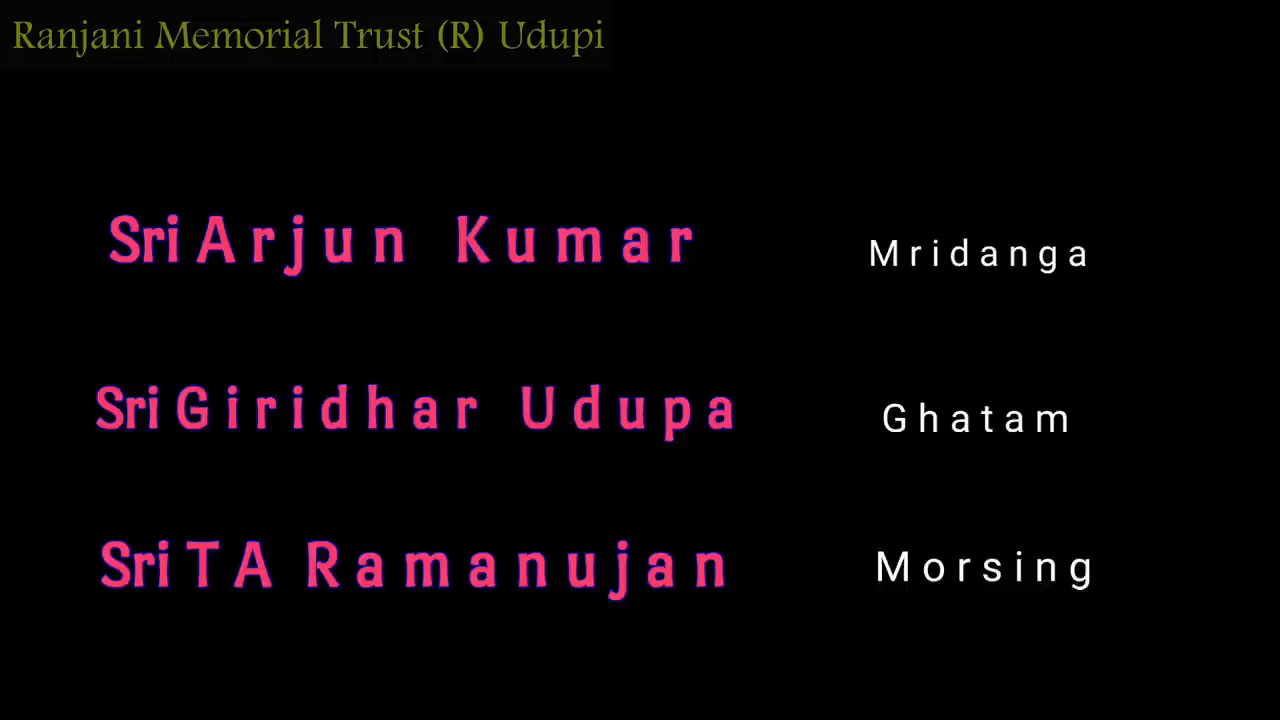 Ranjani Memorial Trust (R) Udupi
Sri Arjun Kumar Mridanga
Sri Giridhar Udupa Ghatam
Sri T A Ramanujan Morsing